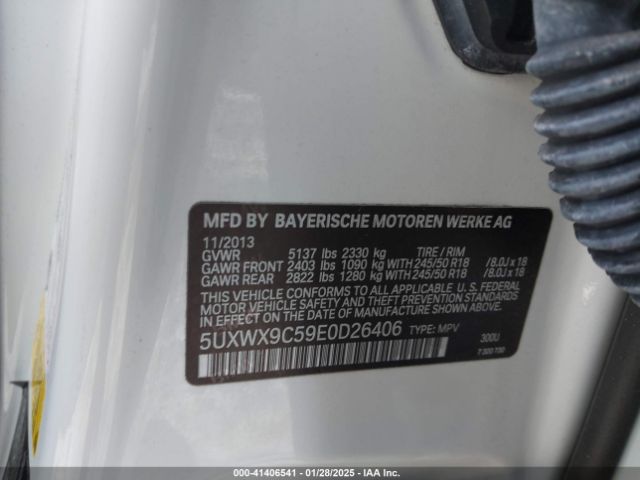 MFD BY BAYERISCHE MOTOREN WERKE AG
11/2013
GVWR 5137 lbs 2330 kg TIRE / RIM
GAWR FRONT 2403 lbs 1090 kg WITH 245/50 R18 / 8.0J x 18
GAWR REAR 2822 lbs 1280 kg WITH 245/50 R18 / 8.0J x 18
THIS VEHICLE CONFORMS TO ALL APPLICABLE U. S. FEDERAL
MOTOR VEHICLE SAFETY AND THEFT PREVENTION STANDARDS
IN EFFECT ON THE DATE OF MANUFACTURE SHOWN ABOVE.
5UXWX9C59E0D26406 TYPE: MPV
300U
7 320 730
000-41406541 | 01/28/2025 | IAA Inc.